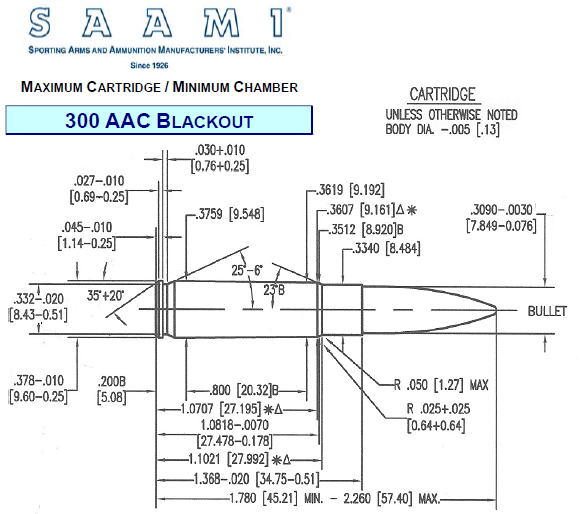 SAAMI®
SPORTING ARMS AND AMMUNITION MANUFACTURERS' INSTITUTE, INC.
Since 1926
MAXIMUM CARTRIDGE / MINIMUM CHAMBER
300 AAC BLACKOUT
CARTRIDGE
UNLESS OTHERWISE NOTED
BODY DIA. -.005 [.13]
.030+.010
[0.76+0.25]
.027-.010
[0.69-0.25]
.045-.010
[1.14-0.25]
.3759 [9.548]
.3619 [9.192]
.3607 [9.161]Δ✳
.3512 [8.920]B
.3340 [8.484]
.3090-.0030
[7.849-0.076]
25°-6°
23°B
35°+20°
.332-.020
[8.43-0.51]
BULLET
.378-.010
[9.60-0.25]
.200B
[5.08]
.800 [20.32]B
R .050 [1.27] MAX
R .025+.025
[0.64+0.64]
1.0707 [27.195]✳Δ
1.0818-.0070
[27.478-0.178]
1.1021 [27.992]✳Δ
1.368-.020 [34.75-0.51]
1.780 [45.21] MIN. - 2.260 [57.40] MAX.